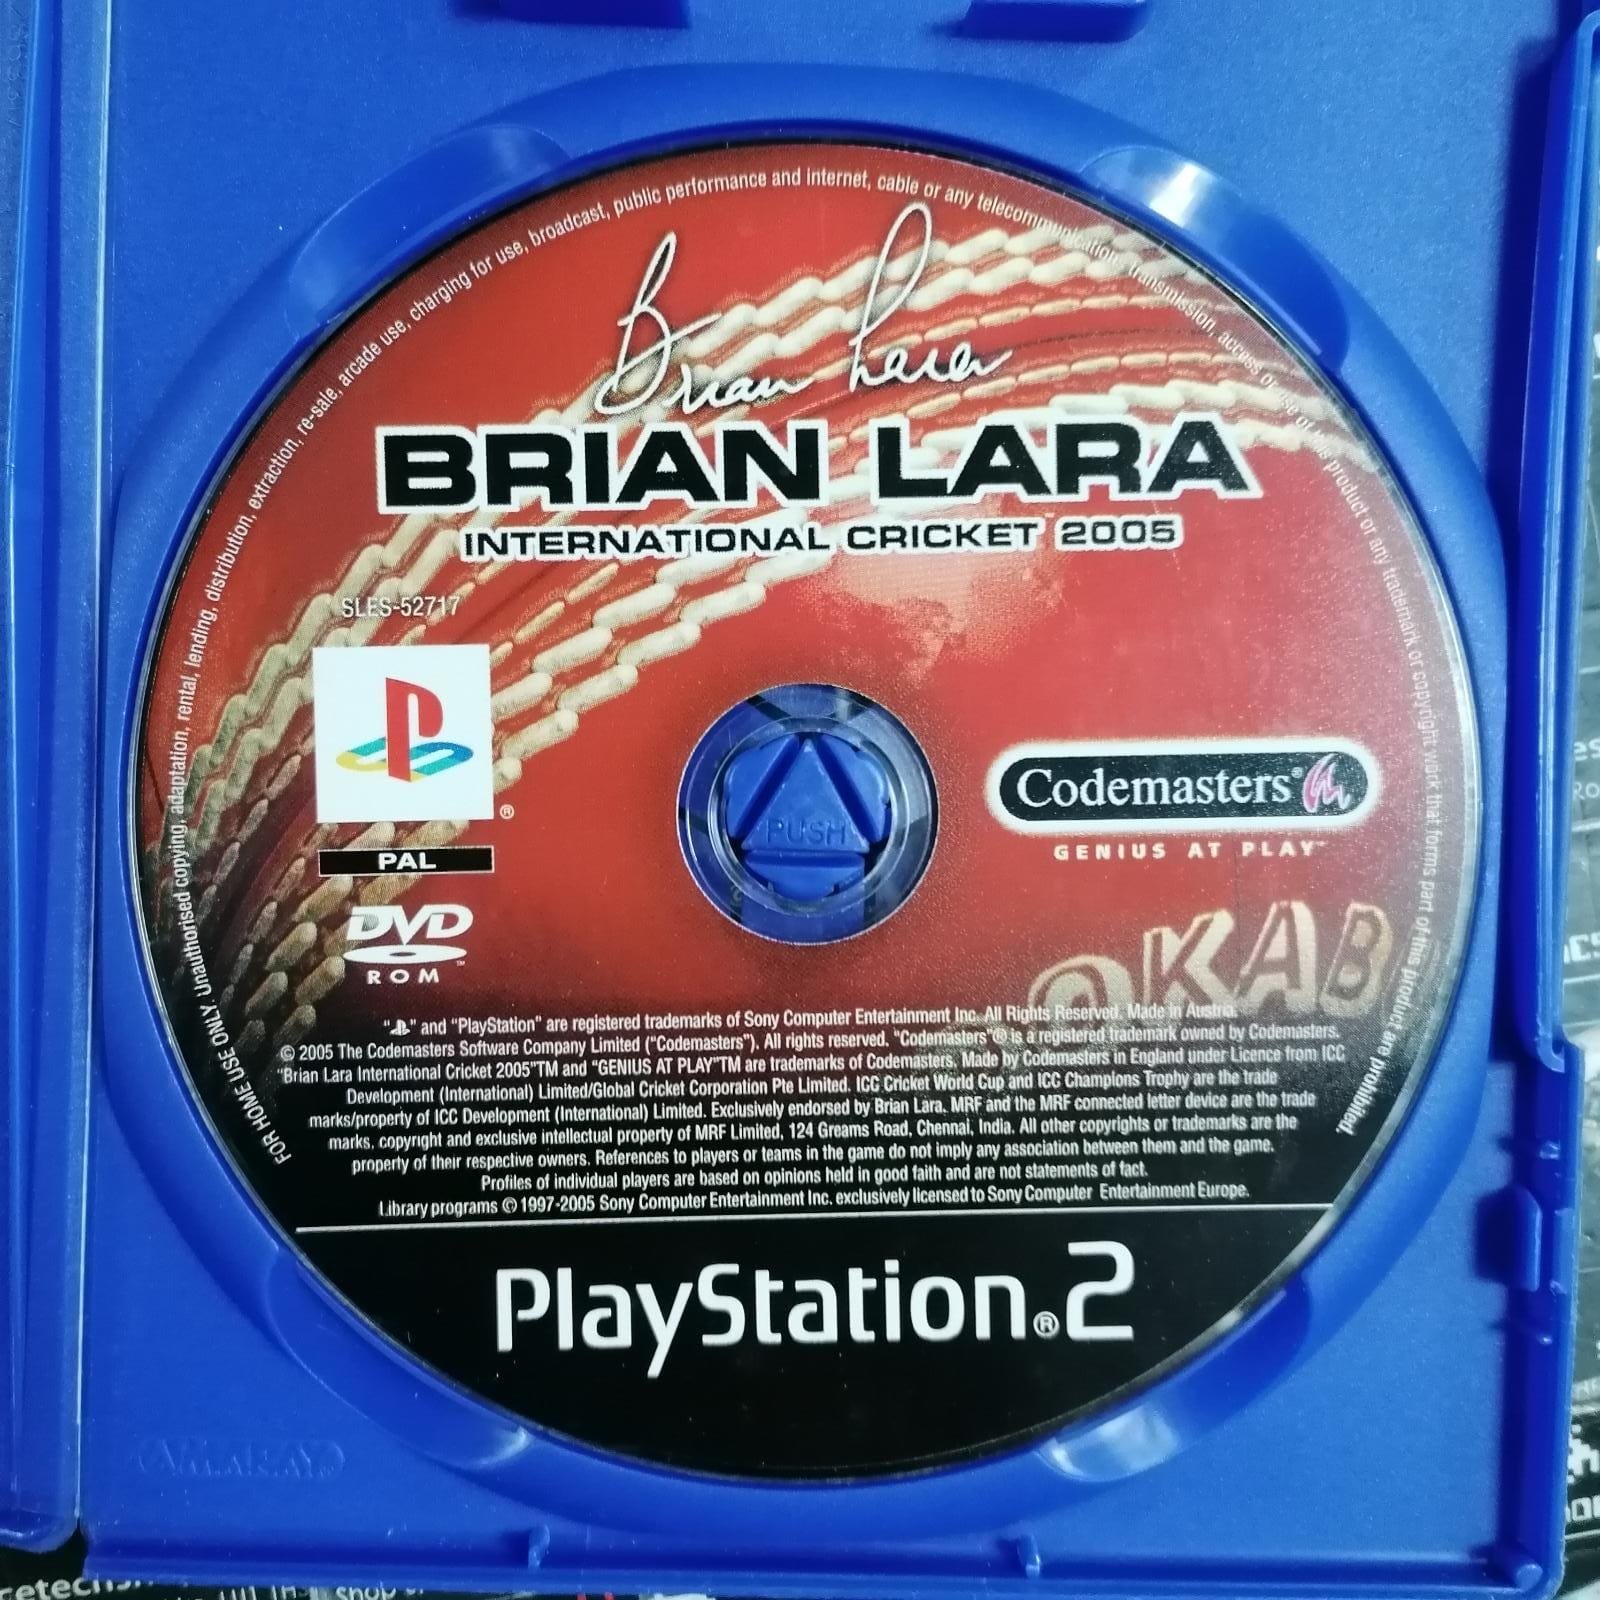 FOR HOME USE ONLY. Unauthorised copying, adaptation, rental, lending, distribution, extraction, re-sale, arcade use, charging for use, broadcast, public performance and internet, cable or any telecommunication transmission, access or use of this product or any trademark or copyright work that forms part of this product are prohibited.
Brian Lara
BRIAN LARA
INTERNATIONAL CRICKET™ 2005
SLES-52717
®
PAL
DVD™
ROM
PUSH
Codemasters®
GENIUS AT PLAY™
OKAB
" " and "PlayStation" are registered trademarks of Sony Computer Entertainment Inc. All Rights Reserved. Made in Austria.
© 2005 The Codemasters Software Company Limited ("Codemasters"). All rights reserved. "Codemasters"® is a registered trademark owned by Codemasters.
"Brian Lara International Cricket 2005"TM and "GENIUS AT PLAY"TM are trademarks of Codemasters. Made by Codemasters in England under Licence from ICC
Development (International) Limited/Global Cricket Corporation Pte Limited. ICC Cricket World Cup and ICC Champions Trophy are the trade
marks/property of ICC Development (International) Limited. Exclusively endorsed by Brian Lara. MRF and the MRF connected letter device are the trade
marks, copyright and exclusive intellectual property of MRF Limited, 124 Greams Road, Chennai, India. All other copyrights or trademarks are the
property of their respective owners. References to players or teams in the game do not imply any association between them and the game.
Profiles of individual players are based on opinions held in good faith and are not statements of fact.
Library programs © 1997-2005 Sony Computer Entertainment Inc. exclusively licensed to Sony Computer Entertainment Europe.
PlayStation®2
AMARAY